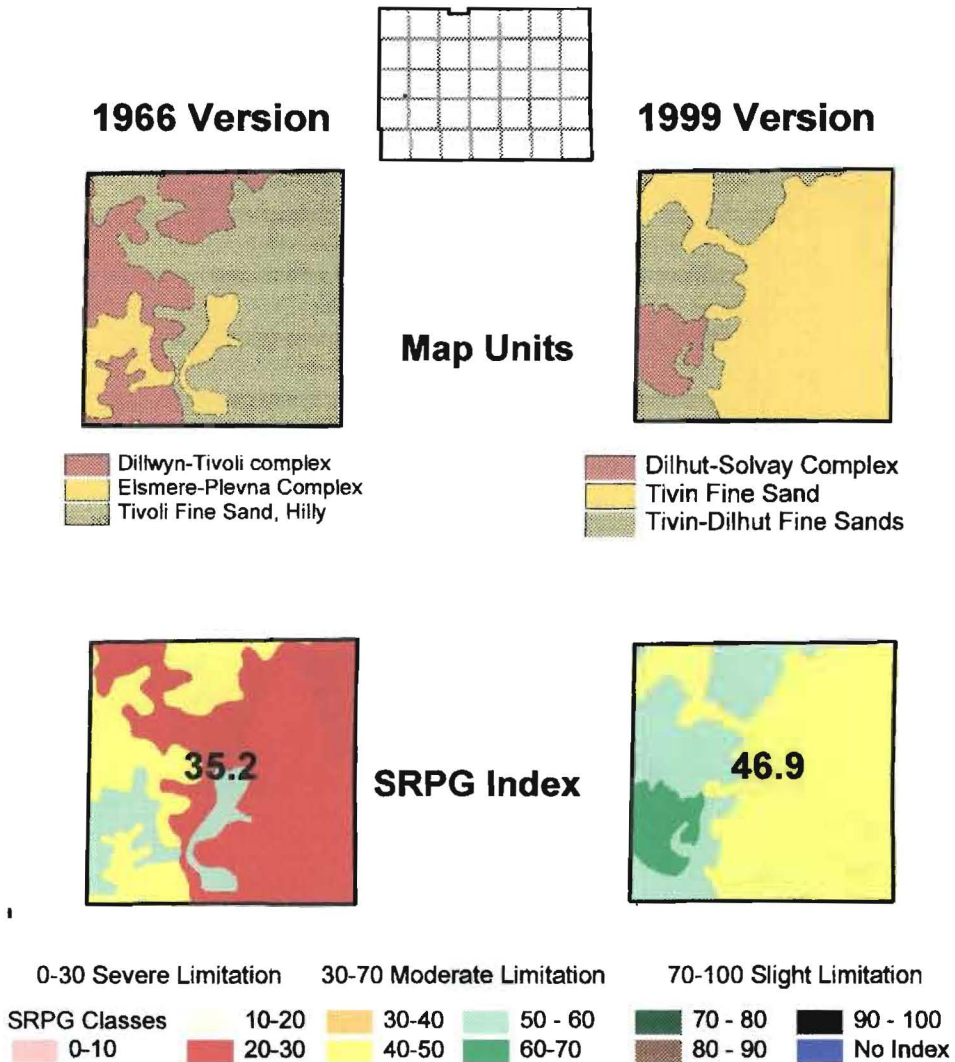 1966 Version
1999 Version
Map Units
Dillwyn-Tivoli complex
Elsmere-Plevna Complex
Tivoli Fine Sand, Hilly
Dilhut-Solvay Complex
Tivin Fine Sand
Tivin-Dilhut Fine Sands
35.2
SRPG Index
46.9
0-30 Severe Limitation 30-70 Moderate Limitation 70-100 Slight Limitation
SRPG Classes 10-20 30-40 50 - 60 70 - 80 90 - 100
0-10 20-30 40-50 60-70 80 - 90 No Index